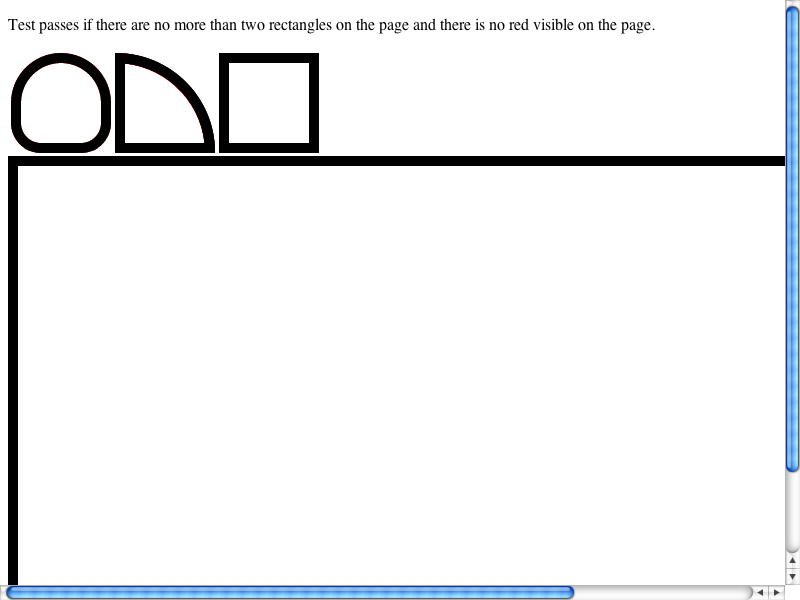 Test passes if there are no more than two rectangles on the page and there is no red visible on the page.